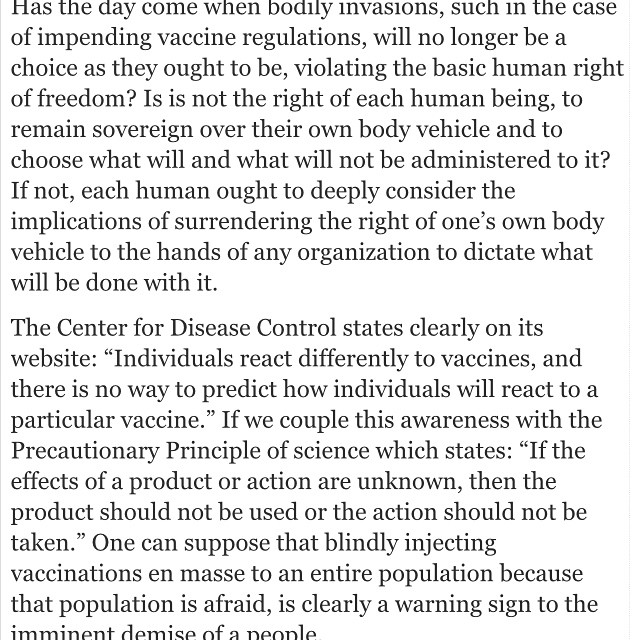 Has the day come when bodily invasions, such in the case
of impending vaccine regulations, will no longer be a
choice as they ought to be, violating the basic human right
of freedom? Is is not the right of each human being, to
remain sovereign over their own body vehicle and to
choose what will and what will not be administered to it?
If not, each human ought to deeply consider the
implications of surrendering the right of one’s own body
vehicle to the hands of any organization to dictate what
will be done with it.
The Center for Disease Control states clearly on its
website: “Individuals react differently to vaccines, and
there is no way to predict how individuals will react to a
particular vaccine.” If we couple this awareness with the
Precautionary Principle of science which states: “If the
effects of a product or action are unknown, then the
product should not be used or the action should not be
taken.” One can suppose that blindly injecting
vaccinations en masse to an entire population because
that population is afraid, is clearly a warning sign to the
imminent demise of a people.